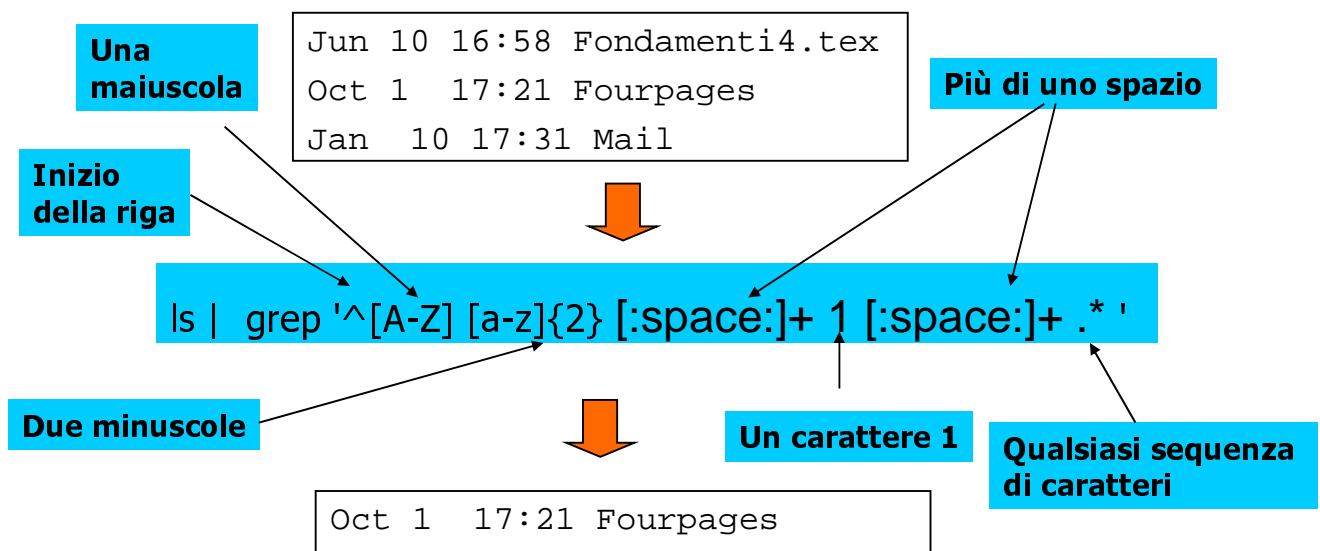 Una
maiuscola
Jun 10 16:58 Fondamenti4.tex
Oct 1  17:21 Fourpages
Jan  10 17:31 Mail
Più di uno spazio
Inizio
della riga
ls |  grep '^[A-Z] [a-z]{2} [:space:]+ 1 [:space:]+ .* '
Due minuscole
Un carattere 1
Qualsiasi sequenza
di caratteri
Oct 1  17:21 Fourpages